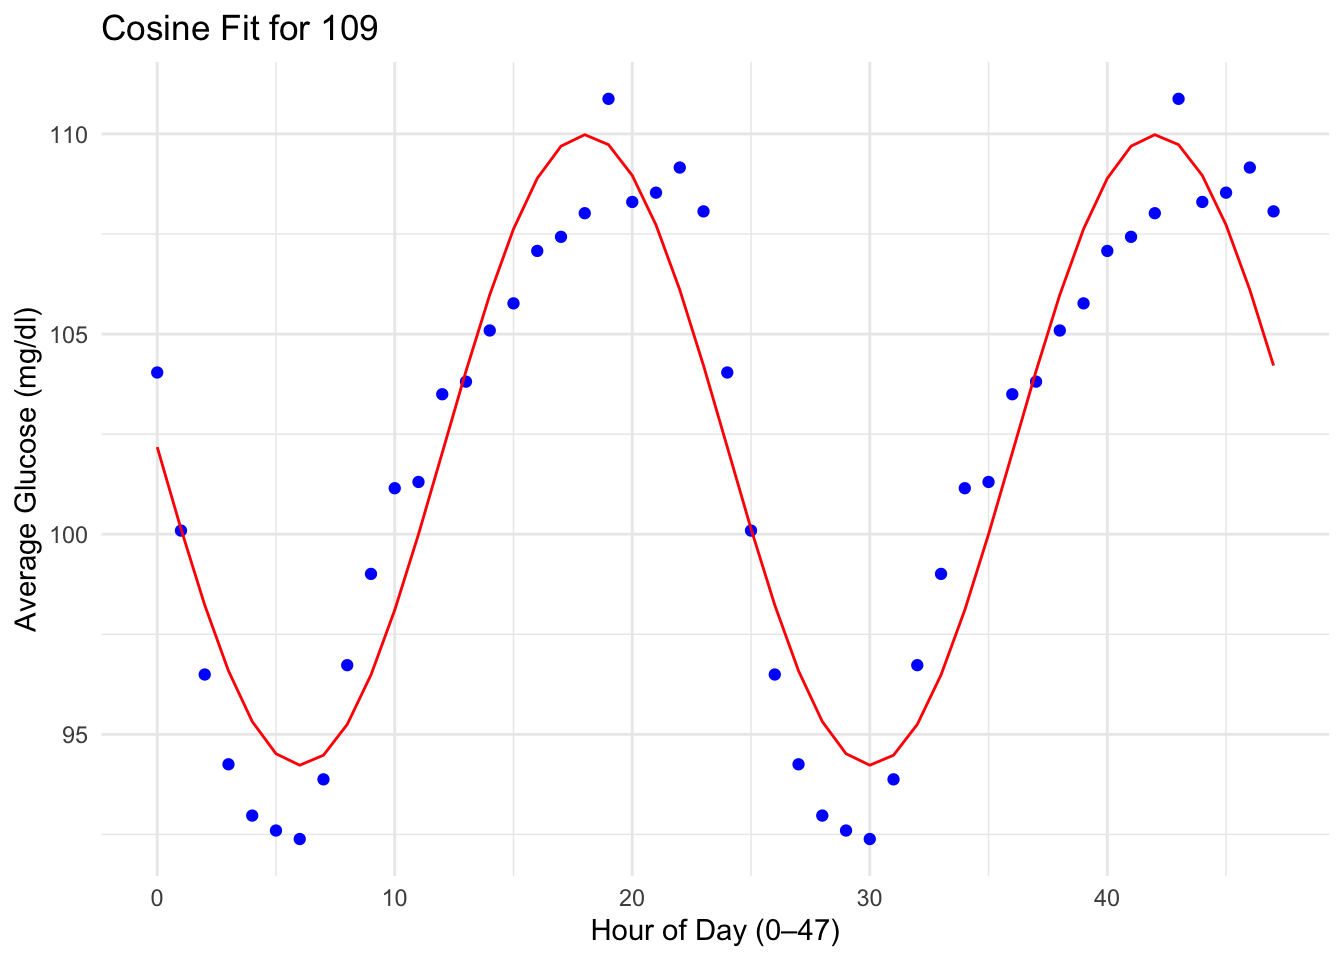 Cosine Fit for 109
110
105
100
95
Average Glucose (mg/dl)
0 10 20 30 40
Hour of Day (0–47)